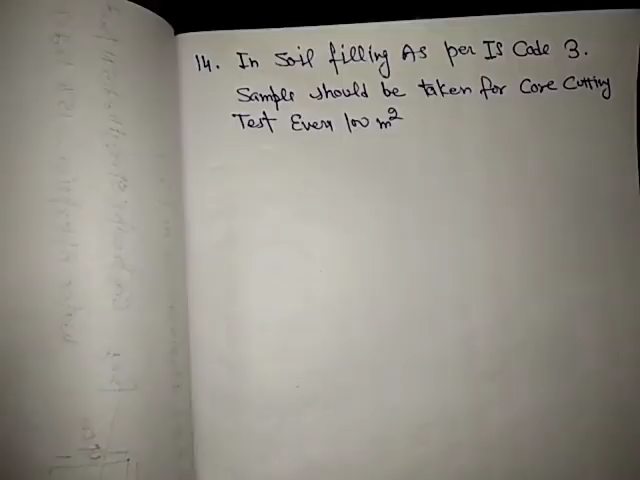 14. In soil filling As per IS Code 3.
Sample should be taken for Core Cutting
Test Every 100 m²